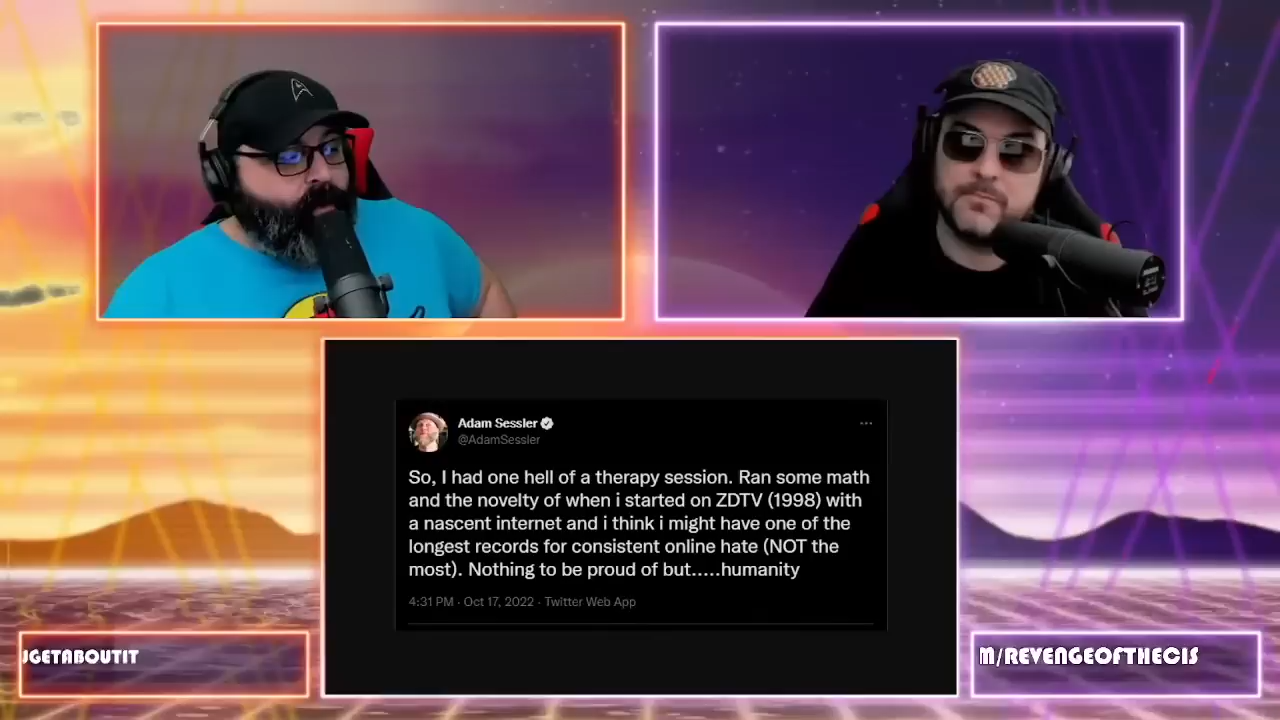 Adam Sessler
@AdamSessler
So, I had one hell of a therapy session. Ran some math
and the novelty of when i started on ZDTV (1998) with
a nascent internet and i think i might have one of the
longest records for consistent online hate (NOT the
most). Nothing to be proud of but.....humanity
4:31 PM · Oct 17, 2022 · Twitter Web App
GETABOUTIT
M/REVENGEOFTHECIS